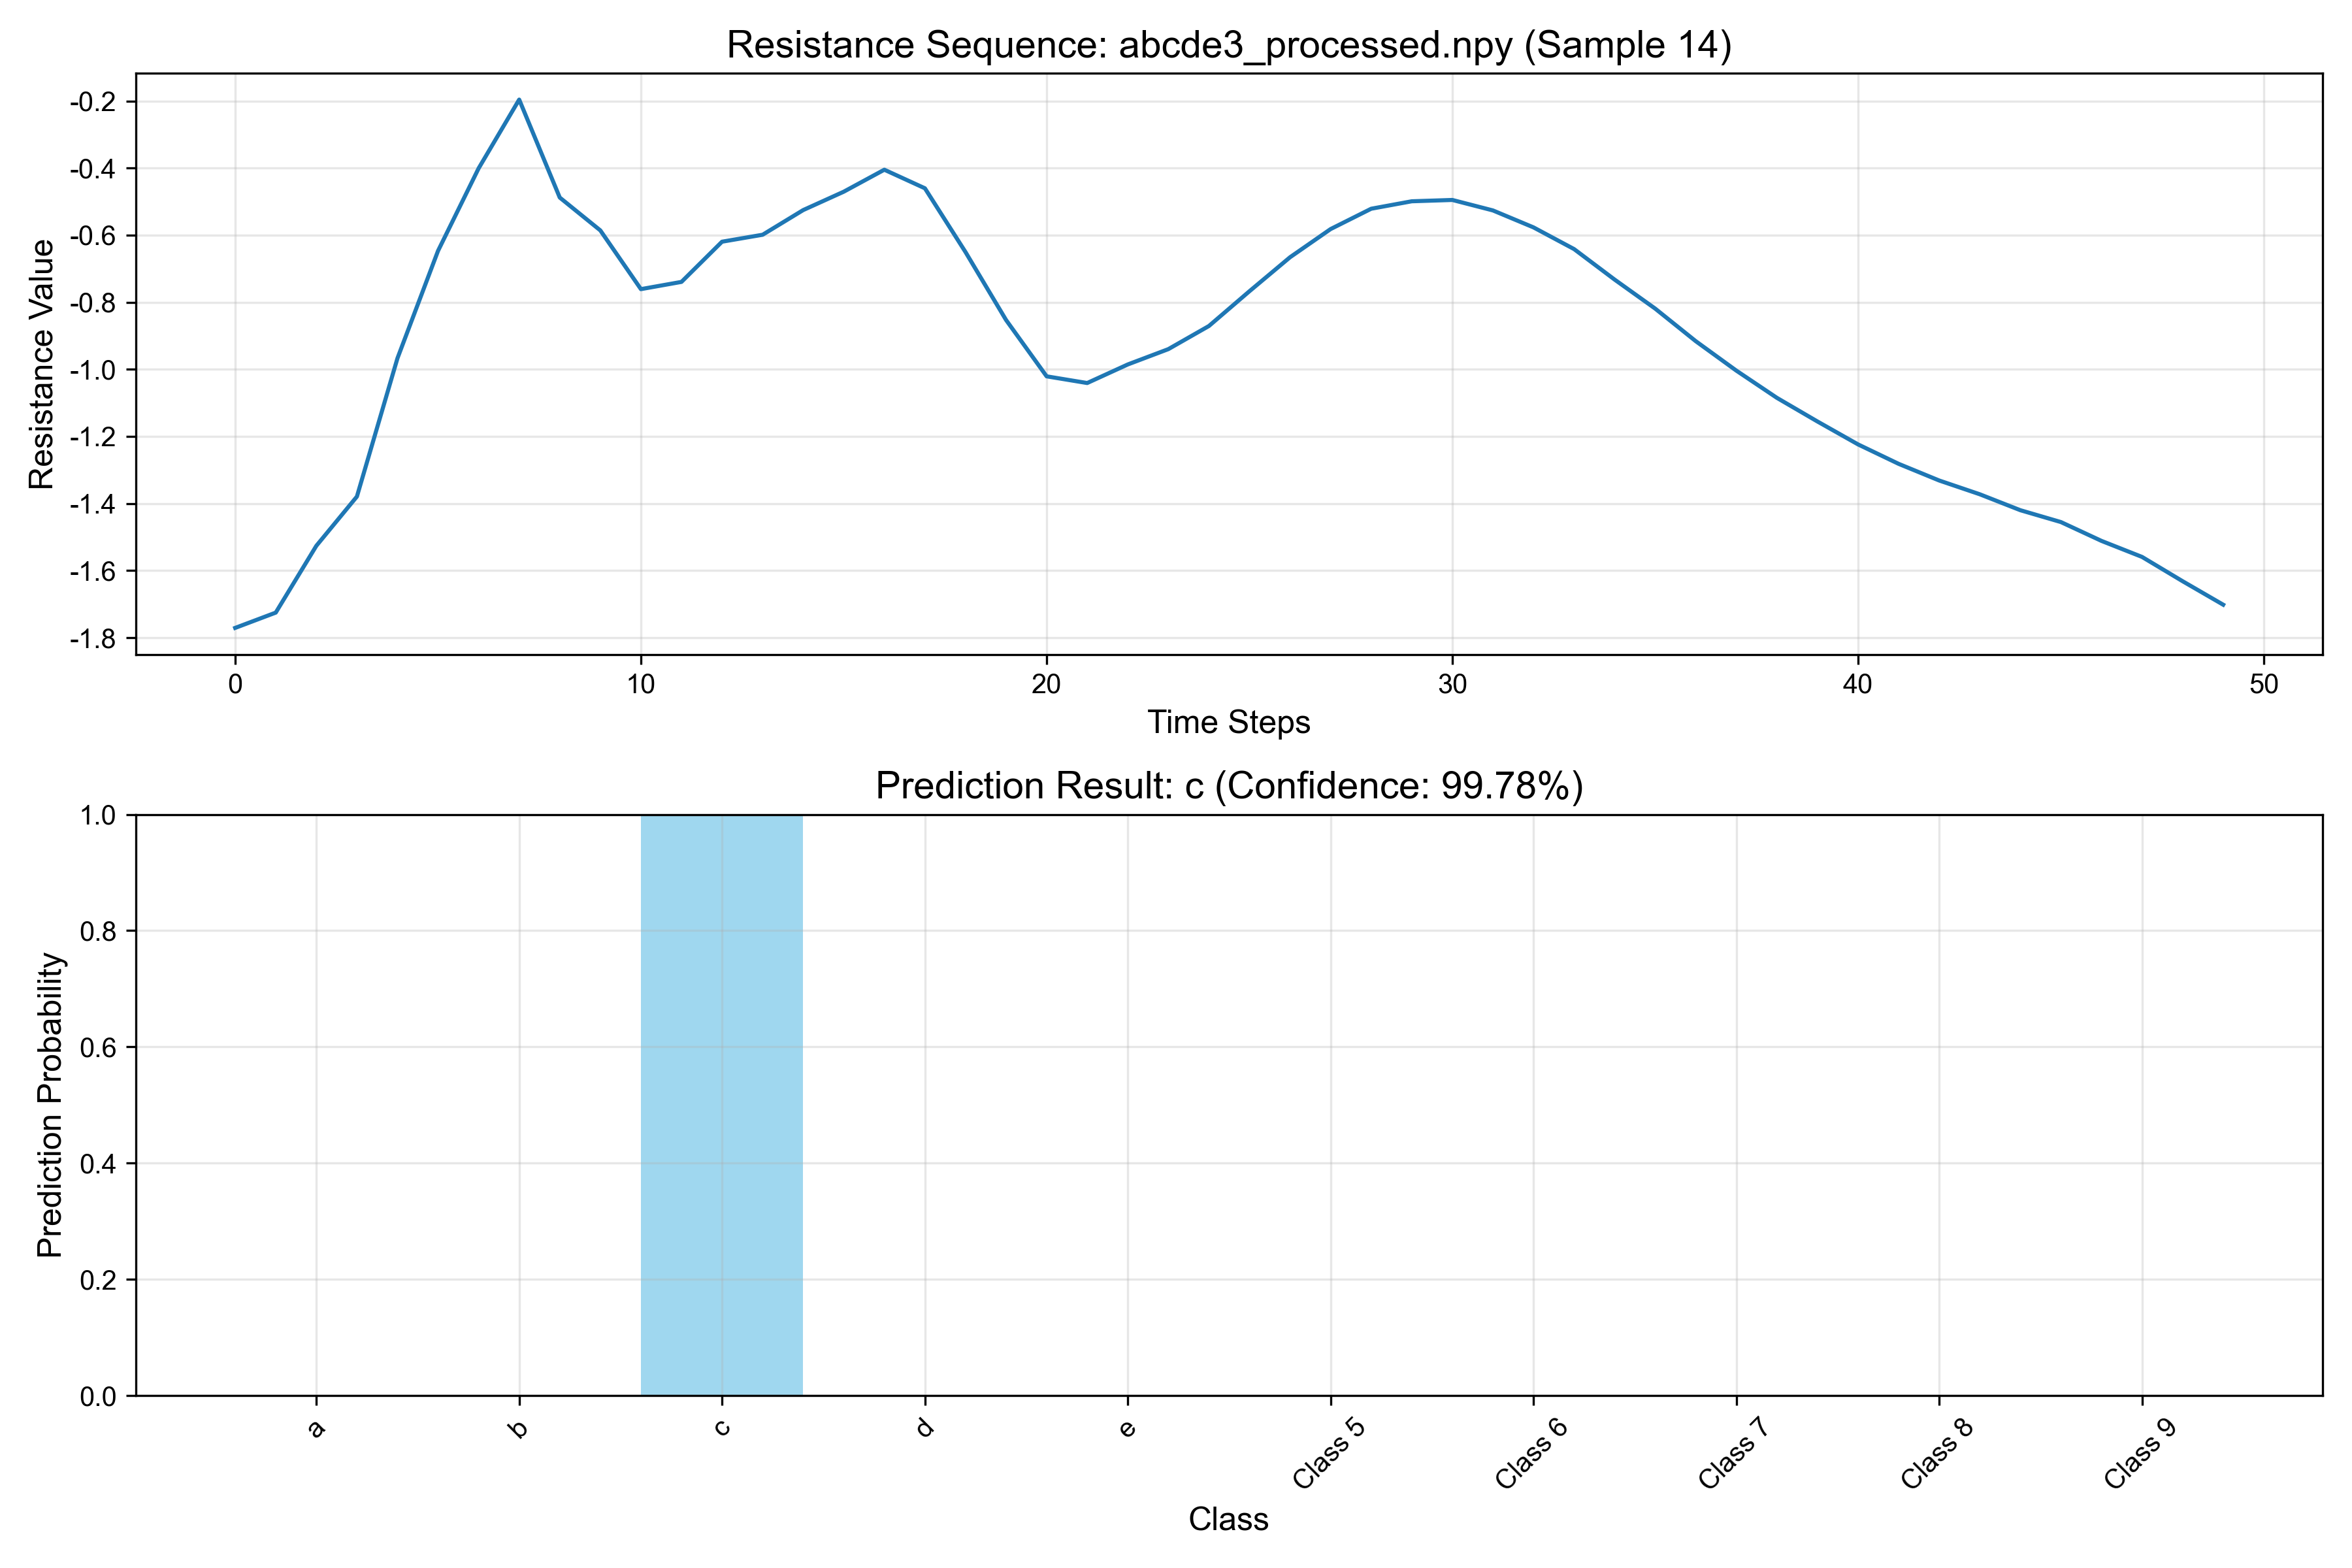 Resistance Sequence: abcde3_processed.npy (Sample 14)
Resistance Value
-0.2
-0.4
-0.6
-0.8
-1.0
-1.2
-1.4
-1.6
-1.8
0 10 20 30 40 50
Time Steps
Prediction Result: c (Confidence: 99.78%)
Prediction Probability
1.0
0.8
0.6
0.4
0.2
0.0
a b c d e Class 5 Class 6 Class 7 Class 8 Class 9
Class